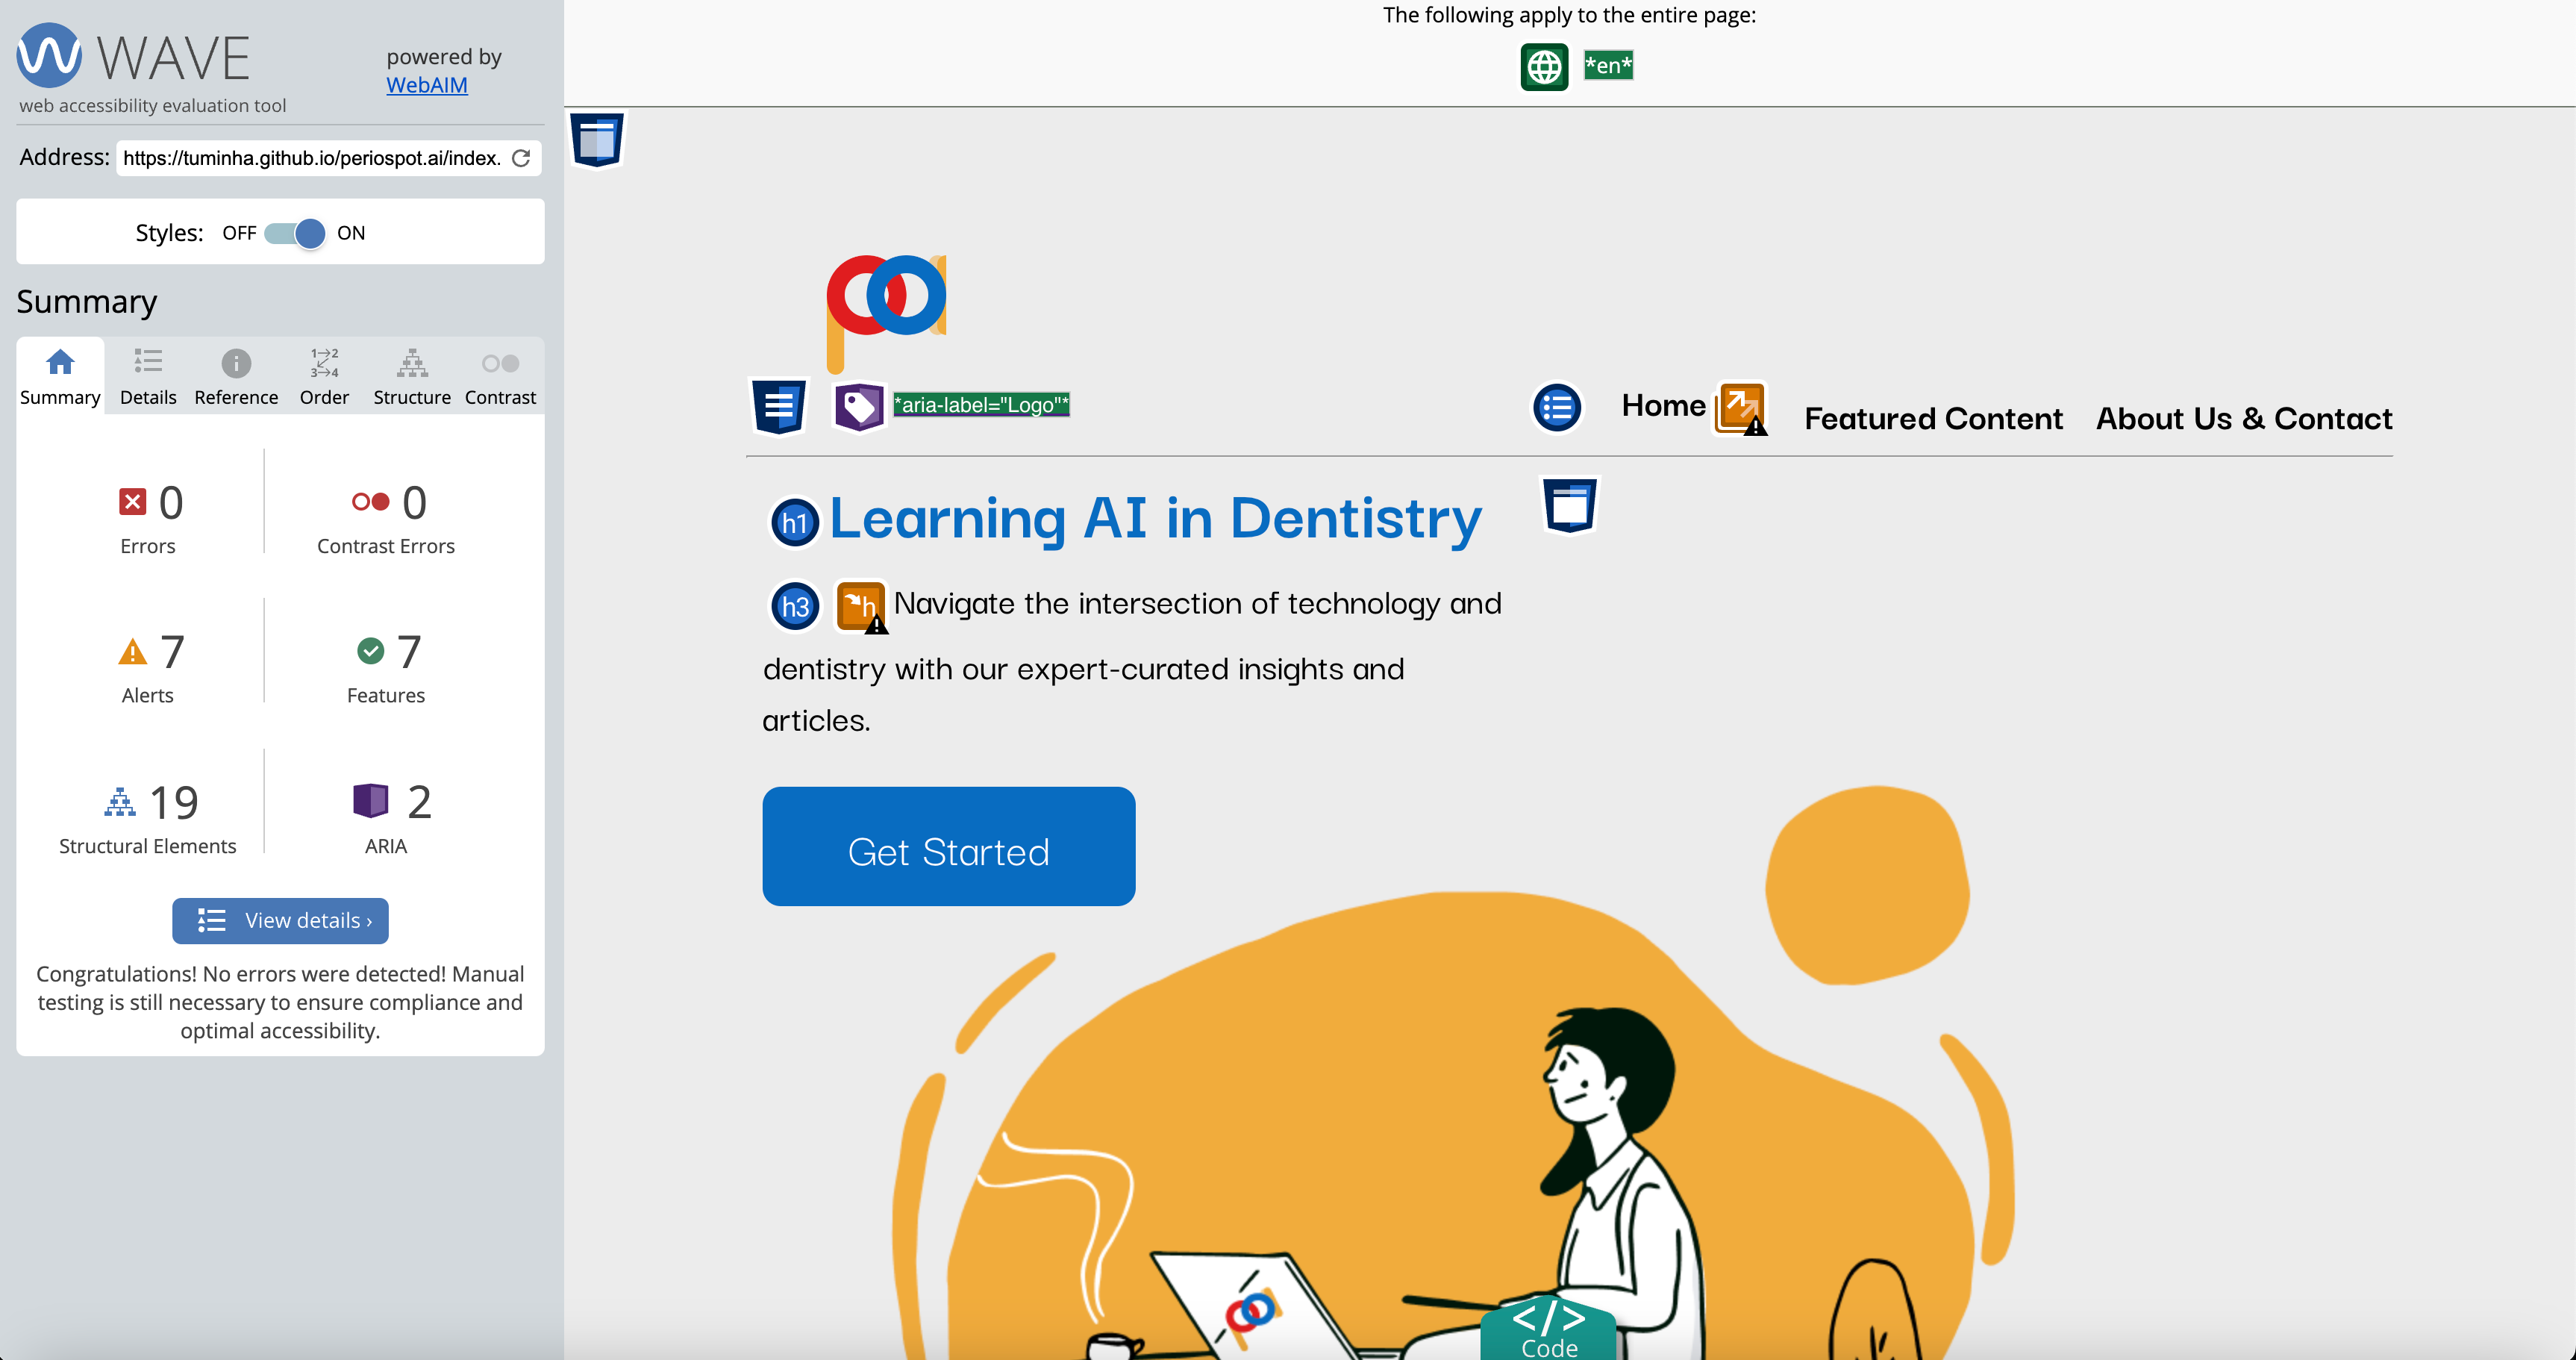 WAVE
powered by
WebAIM
web accessibility evaluation tool
Address: https://tuminha.github.io/periospot.ai/index.
Styles: OFF ON
Summary
1→2
3→4
Summary Details Reference Order Structure Contrast
0 0
Errors Contrast Errors
7 7
Alerts Features
19 2
Structural Elements ARIA
View details ›
Congratulations! No errors were detected! Manual
testing is still necessary to ensure compliance and
optimal accessibility.
The following apply to the entire page:
*en*
*aria-label="Logo"*
Home Featured Content About Us & Contact
h1 Learning AI in Dentistry
h3 h Navigate the intersection of technology and
dentistry with our expert-curated insights and
articles.
Get Started
</>
Code